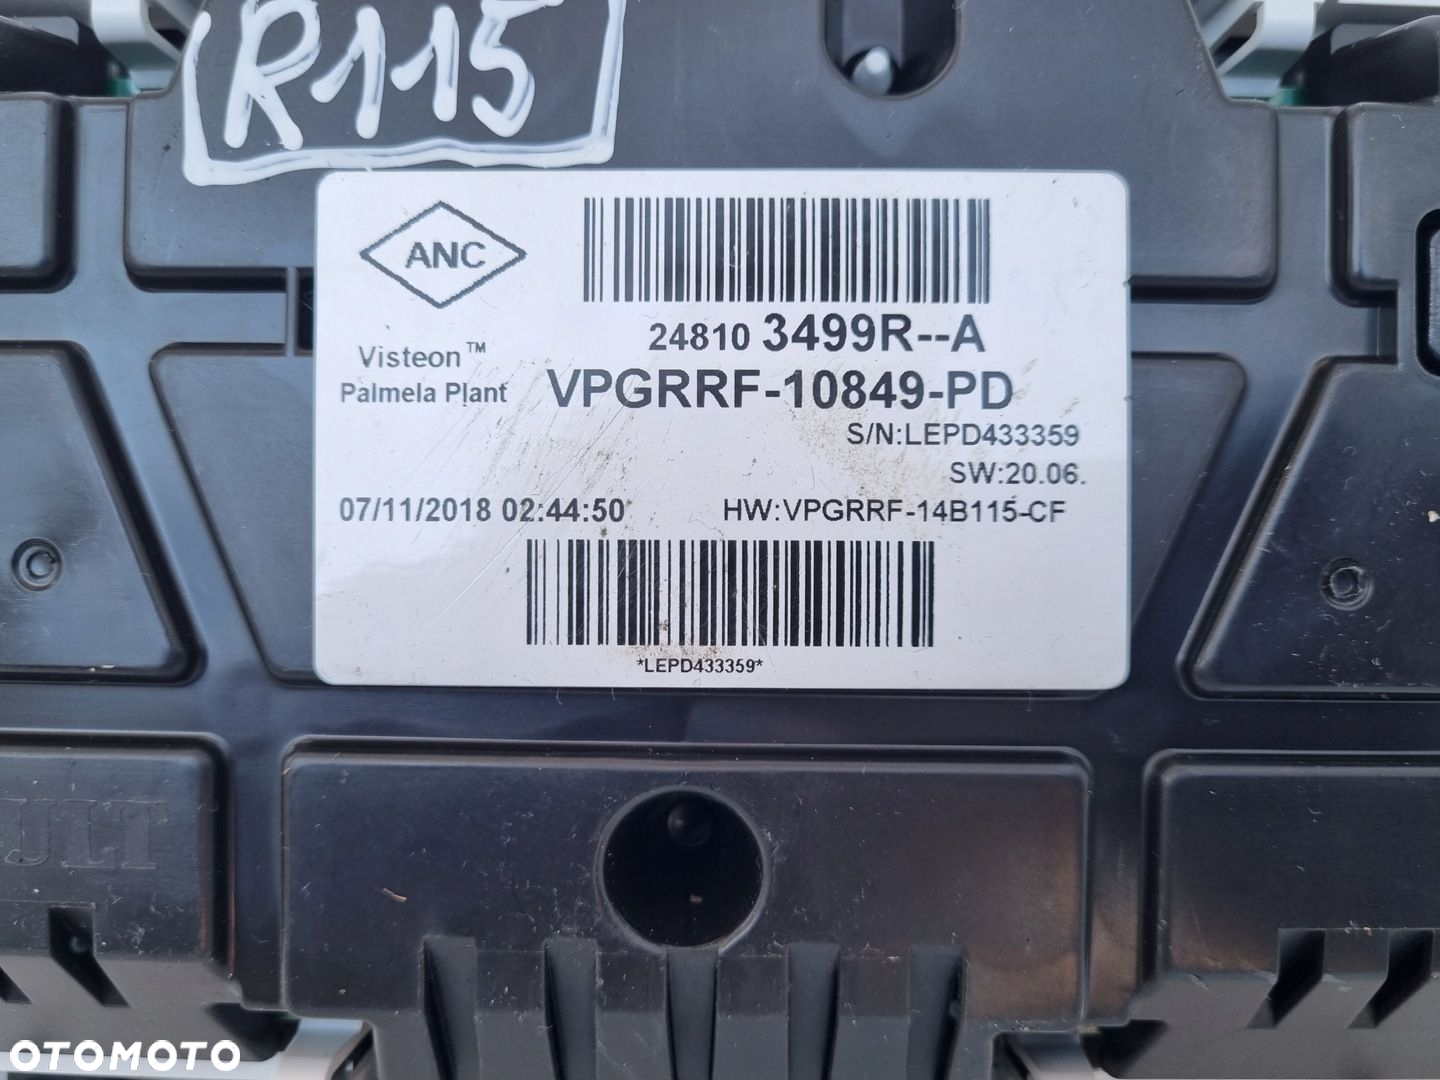 R115
ANC
24810 3499R--A
Visteon™
Palmela Plant
VPGRRF-10849-PD
S/N:LEPD433359
SW:20.06.
07/11/2018 02:44:50
HW:VPGRRF-14B115-CF
*LEPD433359*
OTOMOTO